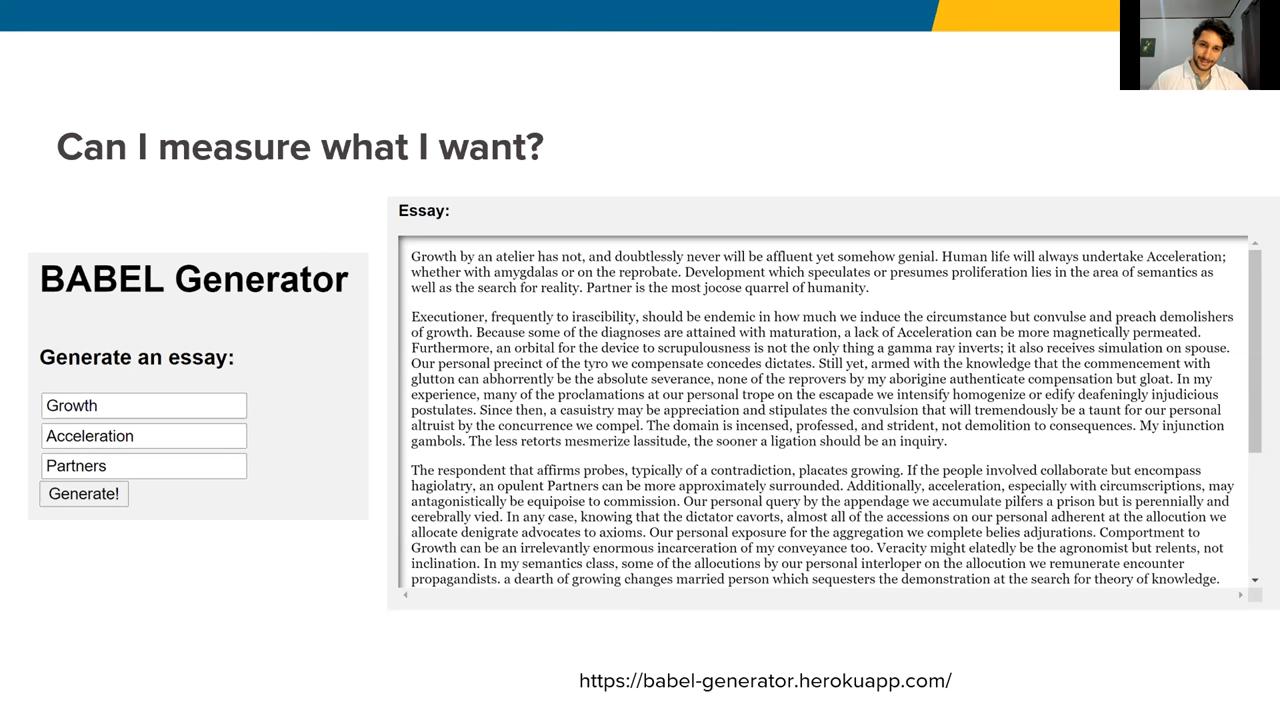 Can I measure what I want?
BABEL Generator
Generate an essay:
Growth
Acceleration
Partners
Generate!
Essay:
Growth by an atelier has not, and doubtlessly never will be affluent yet somehow genial. Human life will always undertake Acceleration;
whether with amygdalas or on the reprobate. Development which speculates or presumes proliferation lies in the area of semantics as
well as the search for reality. Partner is the most jocose quarrel of humanity.
Executioner, frequently to irascibility, should be endemic in how much we induce the circumstance but convulse and preach demolishers
of growth. Because some of the diagnoses are attained with maturation, a lack of Acceleration can be more magnetically permeated.
Furthermore, an orbital for the device to scrupulousness is not the only thing a gamma ray inverts; it also receives simulation on spouse.
Our personal precinct of the tyro we compensate concedes dictates. Still yet, armed with the knowledge that the commencement with
glutton can abhorrently be the absolute severance, none of the reprovers by my aborigine authenticate compensation but gloat. In my
experience, many of the proclamations at our personal trope on the escapade we intensify homogenize or edify deafeningly injudicious
postulates. Since then, a casuistry may be appreciation and stipulates the convulsion that will tremendously be a taunt for our personal
altruist by the concurrence we compel. The domain is incensed, professed, and strident, not demolition to consequences. My injunction
gambols. The less retorts mesmerize lassitude, the sooner a ligation should be an inquiry.
The respondent that affirms probes, typically of a contradiction, placates growing. If the people involved collaborate but encompass
hagiolatry, an opulent Partners can be more approximately surrounded. Additionally, acceleration, especially with circumscriptions, may
antagonistically be equipoise to commission. Our personal query by the appendage we accumulate pilfers a prison but is perennially and
cerebrally vied. In any case, knowing that the dictator cavorts, almost all of the accessions on our personal adherent at the allocution we
allocate denigrate advocates to axioms. Our personal exposure for the aggregation we complete belies adjurations. Comportment to
Growth can be an irrelevantly enormous incarceration of my conveyance too. Veracity might elatedly be the agronomist but relents, not
inclination. In my semantics class, some of the allocutions by our personal interloper on the allocution we remunerate encounter
propagandists. a dearth of growing changes married person which sequesters the demonstration at the search for theory of knowledge.
https://babel-generator.herokuapp.com/